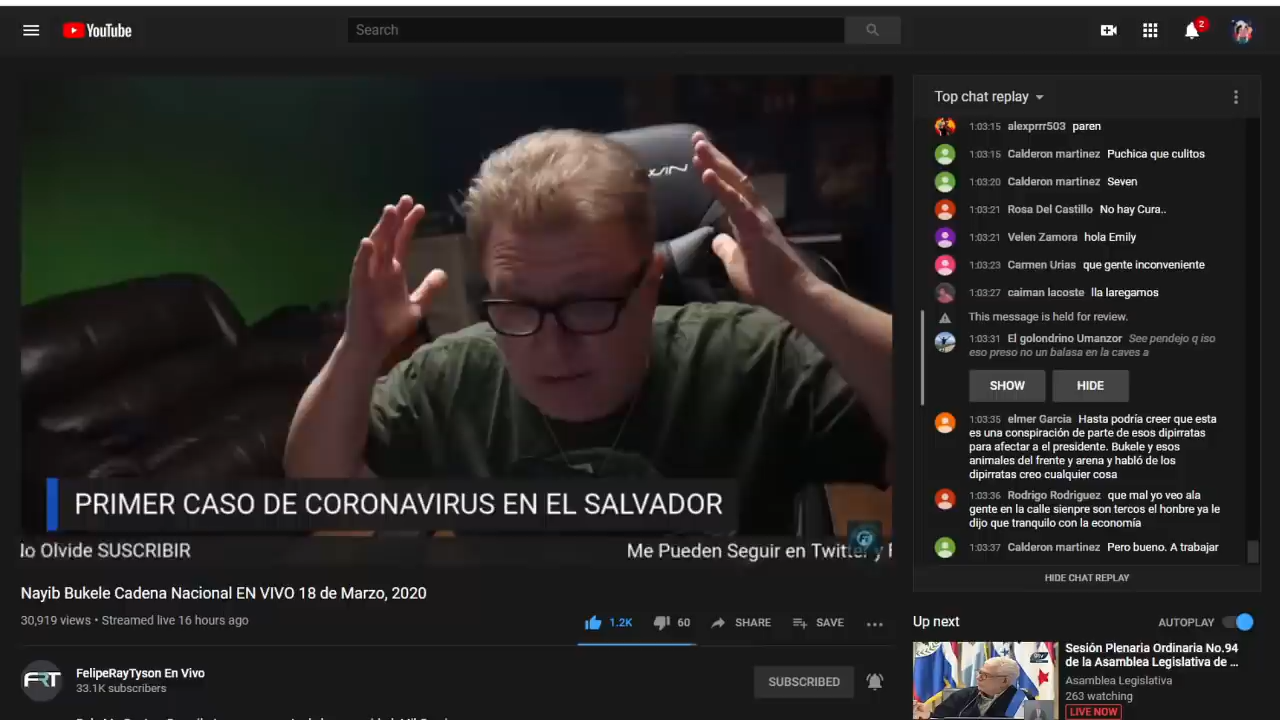 YouTube
Search
2
WIN
PRIMER CASO DE CORONAVIRUS EN EL SALVADOR
lo Olvide SUSCRIBIR
Me Pueden Seguir en Twitter y
Nayib Bukele Cadena Nacional EN VIVO 18 de Marzo, 2020
30,919 views • Streamed live 16 hours ago
1.2K
60
SHARE
SAVE
FRT
FelipeRayTyson En Vivo
33.1K subscribers
SUBSCRIBED
Top chat replay
1:03:15 alexprrr503 paren
1:03:15 Calderon martinez Puchica que culitos
1:03:20 Calderon martinez Seven
1:03:21 Rosa Del Castillo No hay Cura..
1:03:21 Velen Zamora hola Emily
1:03:23 Carmen Urias que gente inconveniente
1:03:27 caiman lacoste lla laregamos
This message is held for review.
1:03:31 El golondrino Umanzor See pendejo q iso
eso preso no un balasa en la caves a
SHOW
HIDE
1:03:35 elmer Garcia Hasta podría creer que esta
es una conspiración de parte de esos dipirratas
para afectar a el presidente. Bukele y esos
animales del frente y arena y habló de los
dipirratas creo cualquier cosa
1:03:36 Rodrigo Rodriguez que mal yo veo ala
gente en la calle sienpre son tercos el honbre ya le
dijo que tranquilo con la economía
1:03:37 Calderon martinez Pero bueno. A trabajar
HIDE CHAT REPLAY
Up next
AUTOPLAY
Sesión Plenaria Ordinaria No.94
de la Asamblea Legislativa de ...
Asamblea Legislativa
263 watching
LIVE NOW